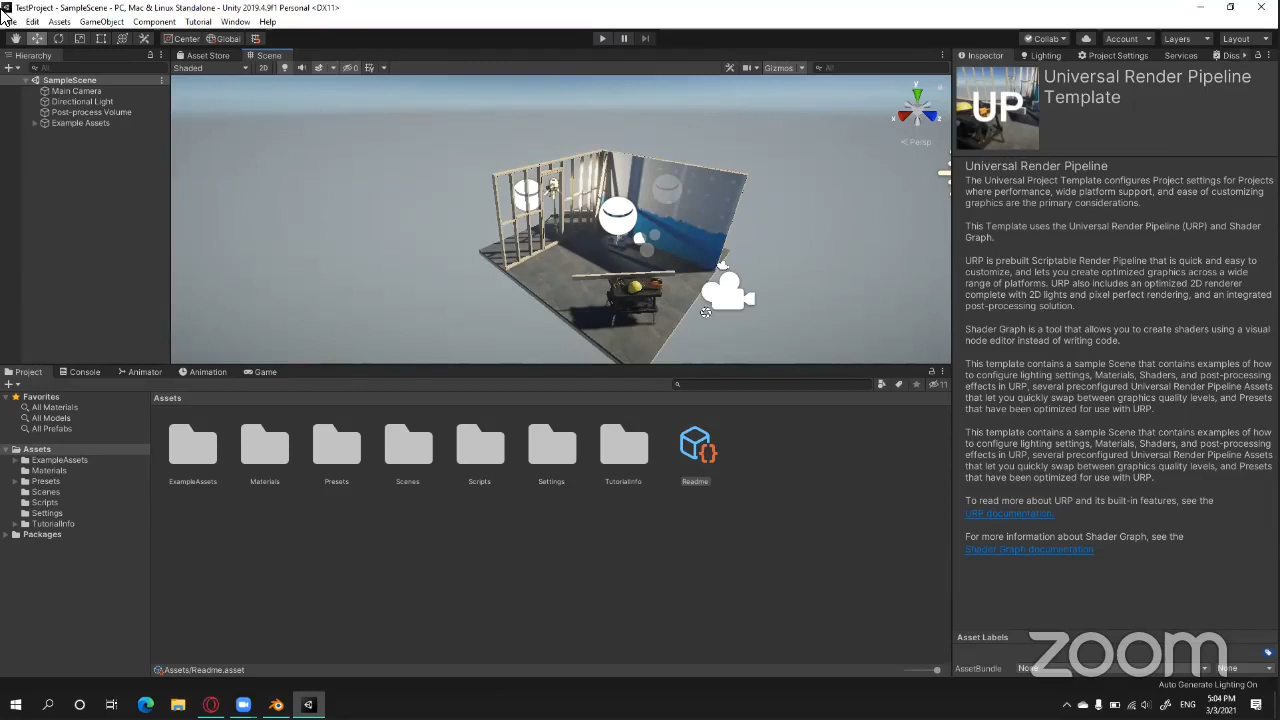 TestProject - SampleScene - PC, Mac & Linux Standalone - Unity 2019.4.9f1 Personal <DX11>
Edit Assets GameObject Component Tutorial Window Help
Center Global
Collab Account Layers Layout
Hierarchy
All
SampleScene
Main Camera
Directional Light
Post-process Volume
Example Assets
Asset Store Scene
Shaded 2D 0 Gizmos All
y
x z
Persp
Inspector Lighting Project Settings Services
UP
Universal Render Pipeline
Template
Universal Render Pipeline
The Universal Project Template configures Project settings for Projects
where performance, wide platform support, and ease of customizing
graphics are the primary considerations.
This Template uses the Universal Render Pipeline (URP) and Shader
Graph.
URP is prebuilt Scriptable Render Pipeline that is quick and easy to
customize, and lets you create optimized graphics across a wide
range of platforms. URP also includes an optimized 2D renderer
complete with 2D lights and pixel perfect rendering, and an integrated
post-processing solution.
Shader Graph is a tool that allows you to create shaders using a visual
node editor instead of writing code.
This template contains a sample Scene that contains examples of how
to configure lighting settings, Materials, Shaders, and post-processing
effects in URP, several preconfigured Universal Render Pipeline Assets
that let you quickly swap between graphics quality levels, and Presets
that have been optimized for use with URP.
This template contains a sample Scene that contains examples of how
to configure lighting settings, Materials, Shaders, and post-processing
effects in URP, several preconfigured Universal Render Pipeline Assets
that let you quickly swap between graphics quality levels, and Presets
that have been optimized for use with URP.
To read more about URP and its built-in features, see the
URP documentation.
For more information about Shader Graph, see the
Shader Graph documentation
Asset Labels
AssetBundle None None
Auto Generate Lighting On
zoom
Project Console Animator Animation Game
11
Favorites
All Materials
All Models
All Prefabs
Assets
ExampleAssets
Materials
Presets
Scenes
Scripts
Settings
TutorialInfo
Packages
Assets
ExampleAssets Materials Presets Scenes Scripts Settings TutorialInfo Readme
Assets/Readme.asset
ENG
5:04 PM
3/3/2021